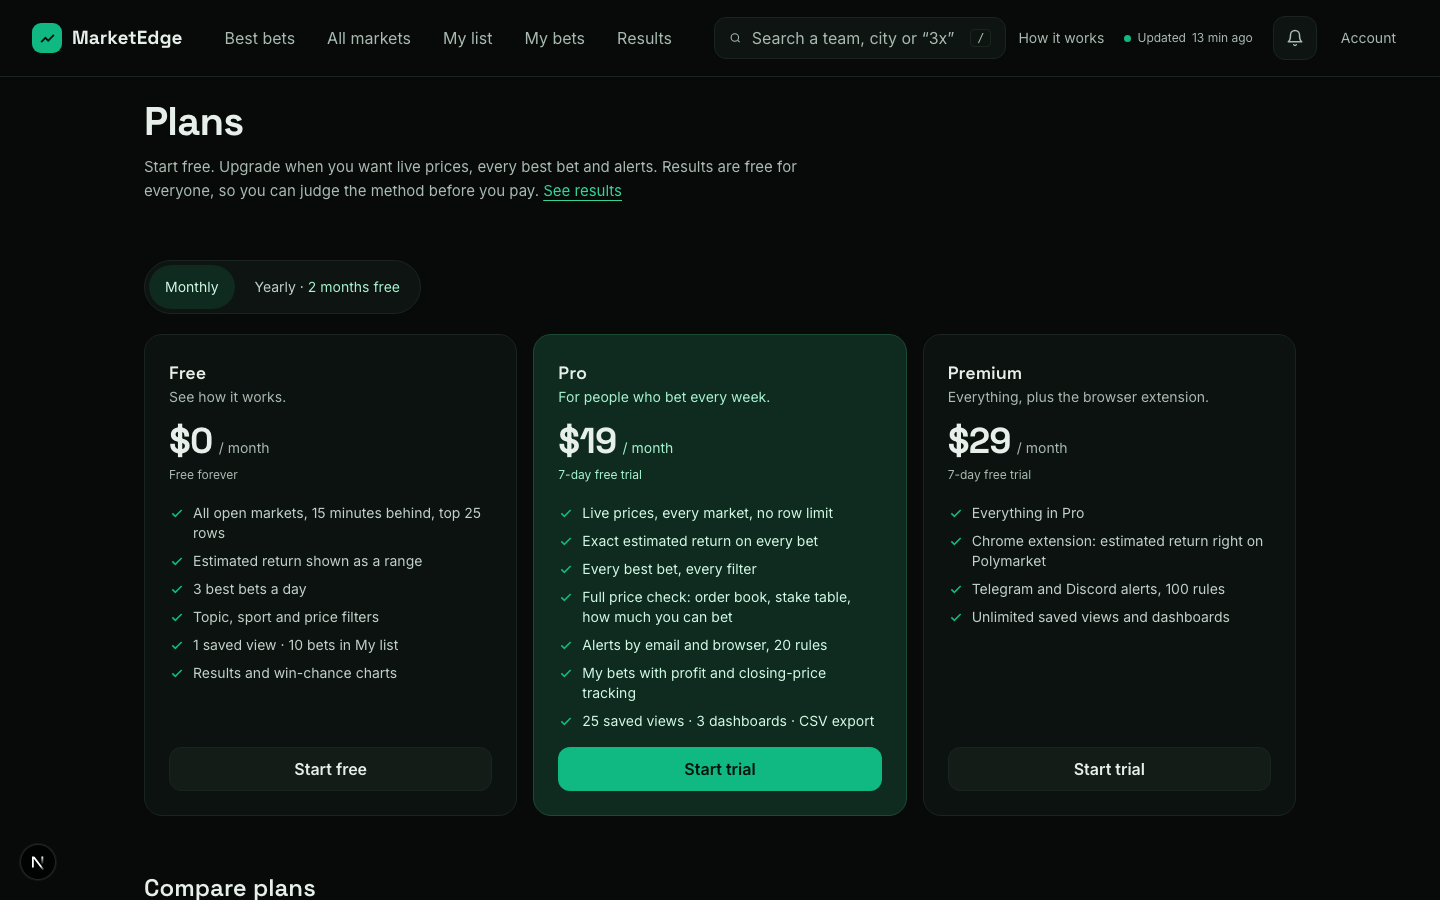 MarketEdge
Best bets
All markets
My list
My bets
Results
Search a team, city or “3x”
/
How it works
Updated 13 min ago
Account
Plans
Start free. Upgrade when you want live prices, every best bet and alerts. Results are free for
everyone, so you can judge the method before you pay. See results
Monthly
Yearly · 2 months free
Free
See how it works.
$0 / month
Free forever
All open markets, 15 minutes behind, top 25
rows
Estimated return shown as a range
3 best bets a day
Topic, sport and price filters
1 saved view · 10 bets in My list
Results and win-chance charts
Start free
Pro
For people who bet every week.
$19 / month
7-day free trial
Live prices, every market, no row limit
Exact estimated return on every bet
Every best bet, every filter
Full price check: order book, stake table,
how much you can bet
Alerts by email and browser, 20 rules
My bets with profit and closing-price
tracking
25 saved views · 3 dashboards · CSV export
Start trial
Premium
Everything, plus the browser extension.
$29 / month
7-day free trial
Everything in Pro
Chrome extension: estimated return right on
Polymarket
Telegram and Discord alerts, 100 rules
Unlimited saved views and dashboards
Start trial
N
Compare plans